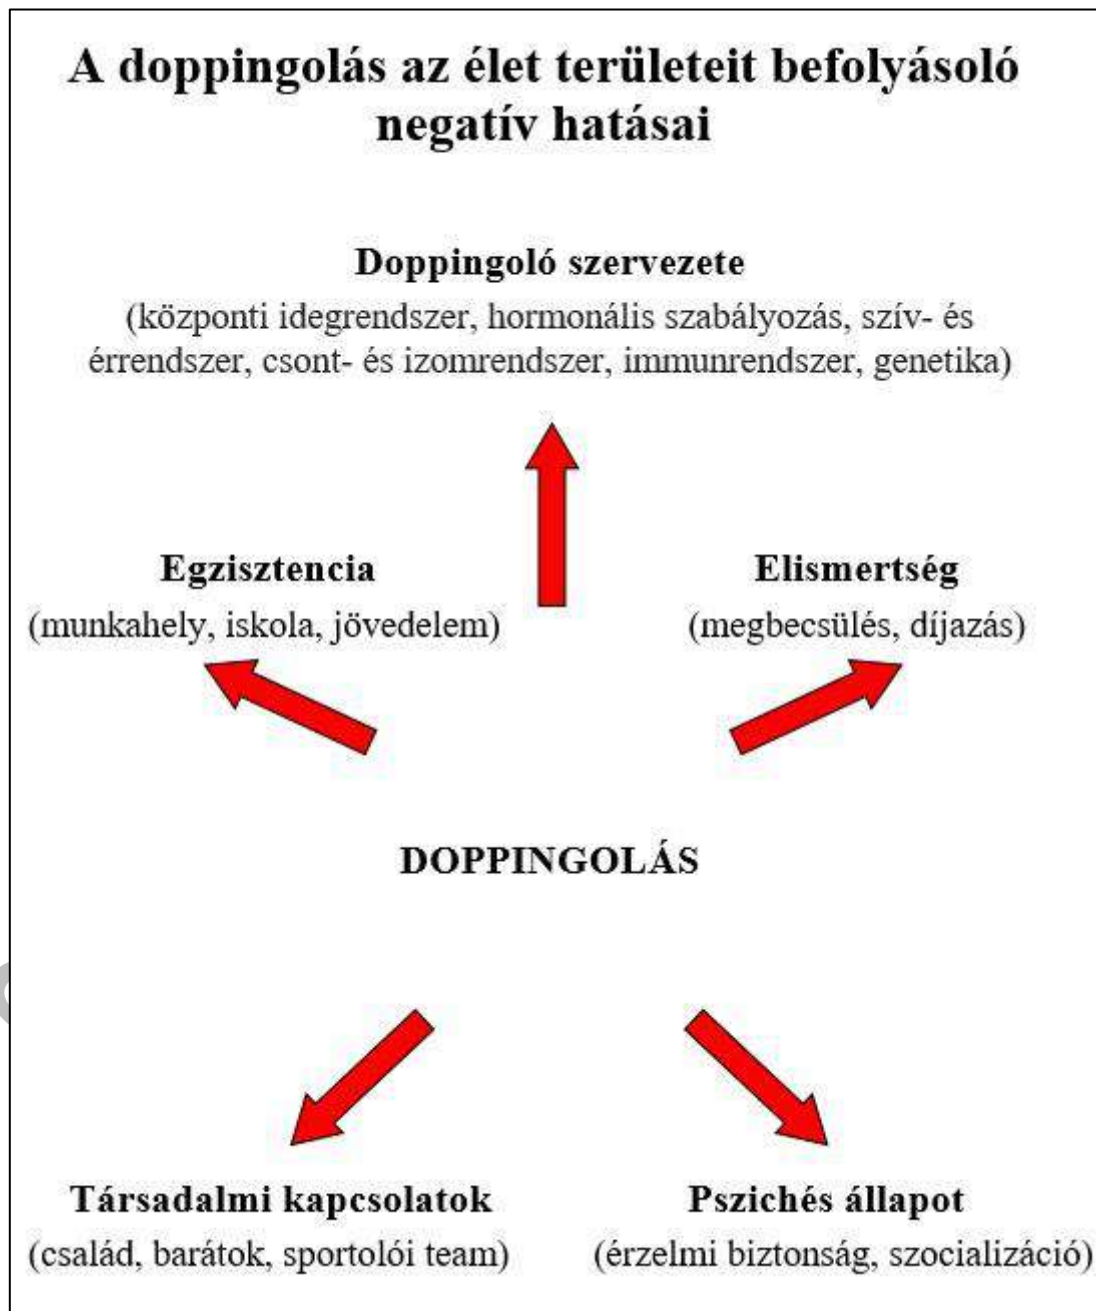 A doppingolás az élet területeit befolyásoló
negatív hatásai
Doppingoló szervezete
(központi idegrendszer, hormonális szabályozás, szív- és
érrendszer, csont- és izomrendszer, immunrendszer, genetika)
Egzisztencia
(munkahely, iskola, jövedelem)
Elismertség
(megbecsülés, díjazás)
DOPPINGOLÁS
Társadalmi kapcsolatok
(család, barátok, sportolói team)
Pszichés állapot
(érzelmi biztonság, szocializáció)